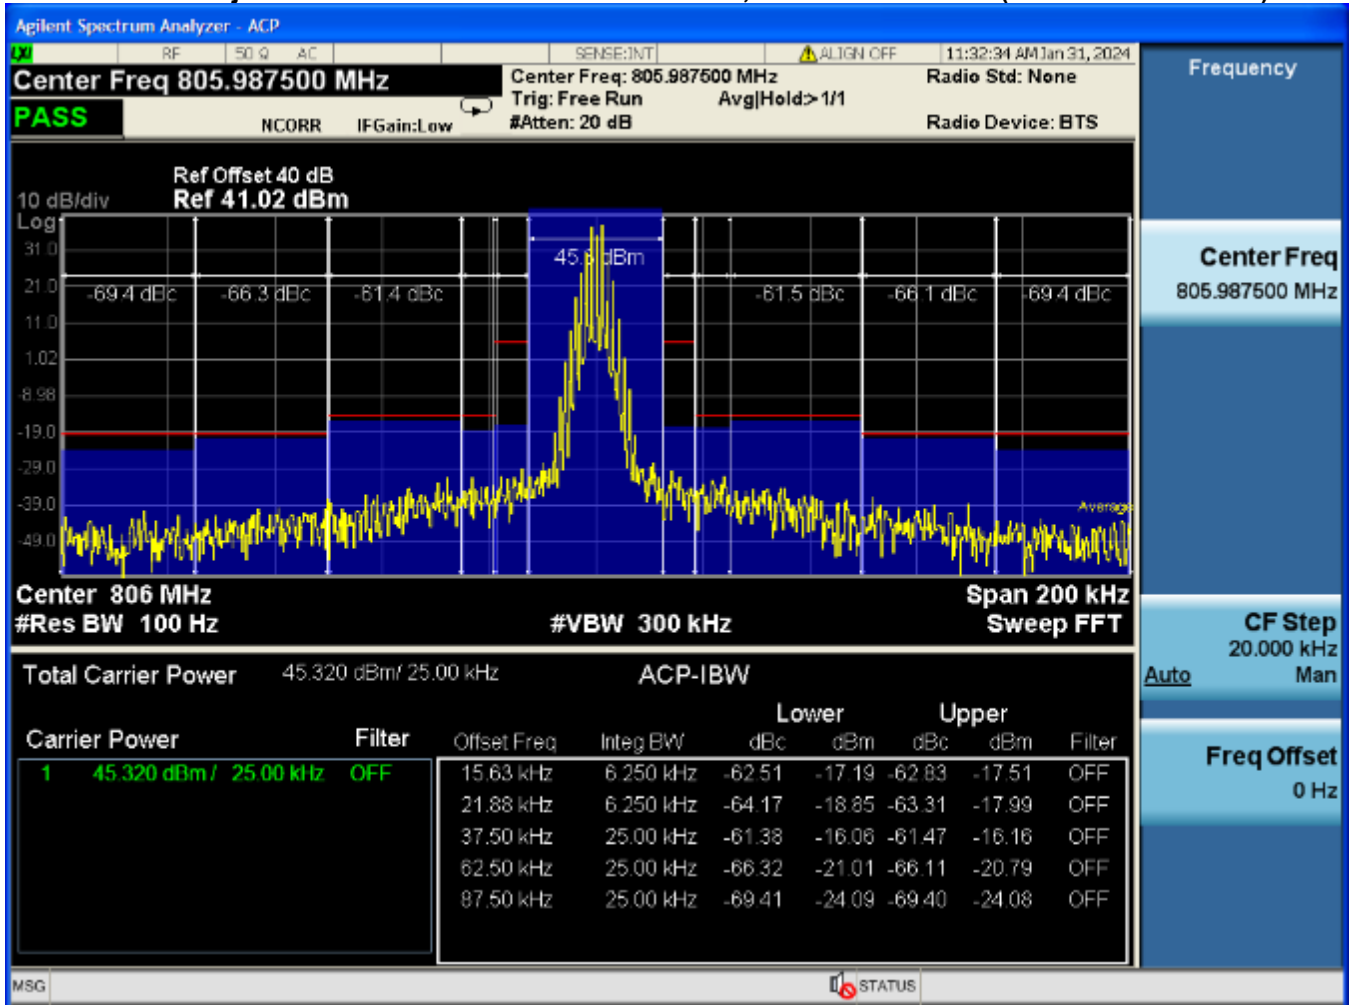 Agilent Spectrum Analyzer - ACP
LXI RF 50 Ω AC SENSE:INT ALIGN OFF 11:32:34 AM Jan 31, 2024
Center Freq 805.987500 MHz
Center Freq: 805.987500 MHz Radio Std: None
Trig: Free Run Avg|Hold:>1/1
PASS NCORR IFGain:Low #Atten: 20 dB Radio Device: BTS
Ref Offset 40 dB
10 dB/div Ref 41.02 dBm
Log
31.0
45. dBm
21.0
-69.4 dBc -66.3 dBc -61.4 dBc -61.5 dBc -66.1 dBc -69.4 dBc
11.0
1.02
-8.98
-19.0
-29.0
-39.0
Average
-49.0
Center 806 MHz Span 200 kHz
#Res BW 100 Hz #VBW 300 kHz Sweep FFT
Total Carrier Power 45.320 dBm/ 25.00 kHz ACP-IBW
Lower Upper
Carrier Power Filter Offset Freq Integ BW dBc dBm dBc dBm Filter
1 45.320 dBm / 25.00 kHz OFF 15.63 kHz 6.250 kHz -62.51 -17.19 -62.83 -17.51 OFF
21.88 kHz 6.250 kHz -64.17 -18.85 -63.31 -17.99 OFF
37.50 kHz 25.00 kHz -61.38 -16.06 -61.47 -16.16 OFF
62.50 kHz 25.00 kHz -66.32 -21.01 -66.11 -20.79 OFF
87.50 kHz 25.00 kHz -69.41 -24.09 -69.40 -24.08 OFF
MSG STATUS
Frequency
Center Freq
805.987500 MHz
CF Step
20.000 kHz
Auto Man
Freq Offset
0 Hz